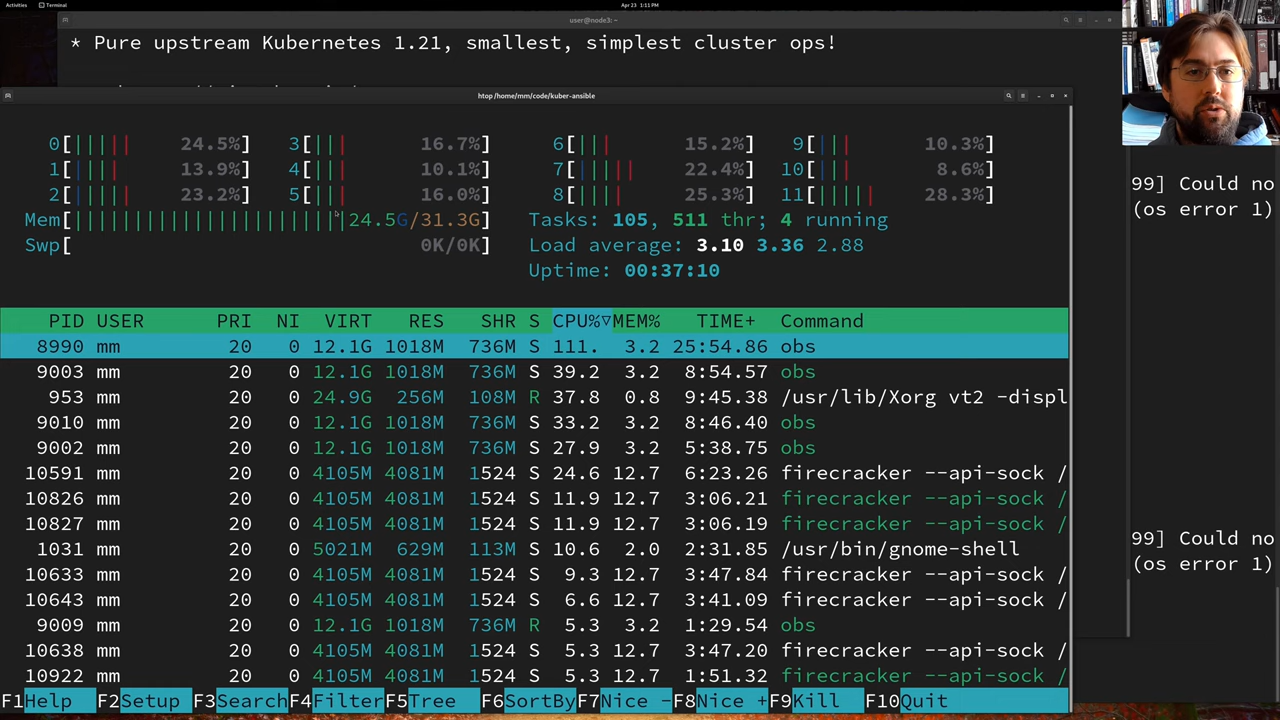 Activities Terminal Apr 23 1:11 PM
user@node3: ~
* Pure upstream Kubernetes 1.21, smallest, simplest cluster ops!
htop /home/mm/code/kuber-ansible
0[ 24.5%] 3[ 6.7%] 6[ 15.2%] 9[ 10.3%]
1[ 13.9%] 4[ 10.1%] 7[ 22.4%] 10[ 8.6%]
2[ 23.2%] 5[ 16.0%] 8[ 25.3%] 11[ 28.3%]
Mem[ 24.5G/31.3G] Tasks: 105, 511 thr; 4 running
Swp[ 0K/0K] Load average: 3.10 3.36 2.88
Uptime: 00:37:10
PID USER PRI NI VIRT RES SHR S CPU%▽MEM% TIME+ Command
8990 mm 20 0 12.1G 1018M 736M S 111. 3.2 25:54.86 obs
9003 mm 20 0 12.1G 1018M 736M S 39.2 3.2 8:54.57 obs
953 mm 20 0 24.9G 256M 108M R 37.8 0.8 9:45.38 /usr/lib/Xorg vt2 -displ
9010 mm 20 0 12.1G 1018M 736M S 33.2 3.2 8:46.40 obs
9002 mm 20 0 12.1G 1018M 736M S 27.9 3.2 5:38.75 obs
10591 mm 20 0 4105M 4081M 1524 S 24.6 12.7 6:23.26 firecracker --api-sock /
10826 mm 20 0 4105M 4081M 1524 S 11.9 12.7 3:06.21 firecracker --api-sock /
10827 mm 20 0 4105M 4081M 1524 S 11.9 12.7 3:06.19 firecracker --api-sock /
1031 mm 20 0 5021M 629M 113M S 10.6 2.0 2:31.85 /usr/bin/gnome-shell
10633 mm 20 0 4105M 4081M 1524 S 9.3 12.7 3:47.84 firecracker --api-sock /
10643 mm 20 0 4105M 4081M 1524 S 6.6 12.7 3:41.09 firecracker --api-sock /
9009 mm 20 0 12.1G 1018M 736M R 5.3 3.2 1:29.54 obs
10638 mm 20 0 4105M 4081M 1524 S 5.3 12.7 3:47.20 firecracker --api-sock /
10922 mm 20 0 4105M 4081M 1524 S 5.3 12.7 1:51.32 firecracker --api-sock /
F1Help F2Setup F3SearchF4FilterF5Tree F6SortByF7Nice -F8Nice +F9Kill F10Quit
99] Could no
(os error 1)
99] Could no
(os error 1)